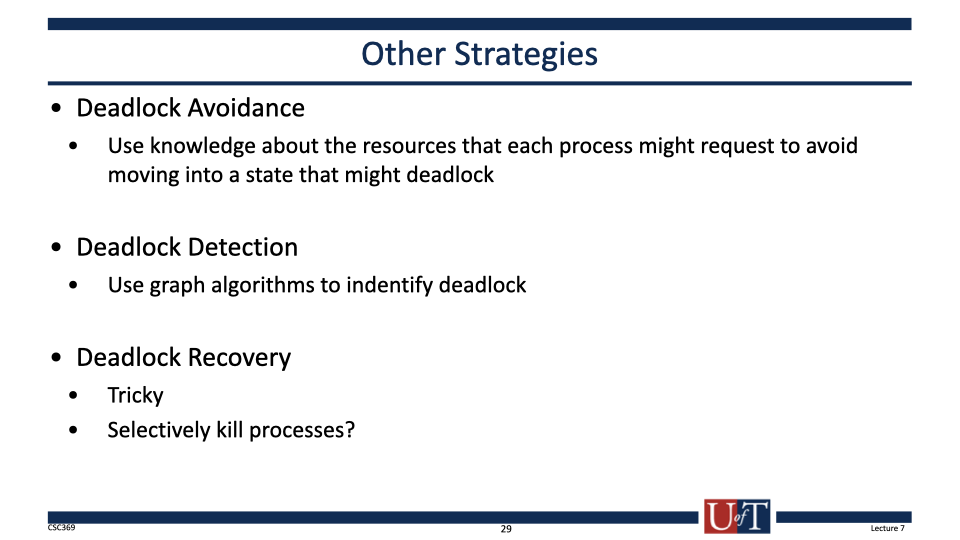 Other Strategies
• Deadlock Avoidance
• Use knowledge about the resources that each process might request to avoid
moving into a state that might deadlock
• Deadlock Detection
• Use graph algorithms to indentify deadlock
• Deadlock Recovery
• Tricky
• Selectively kill processes?
CSC369
29
U of T
Lecture 7